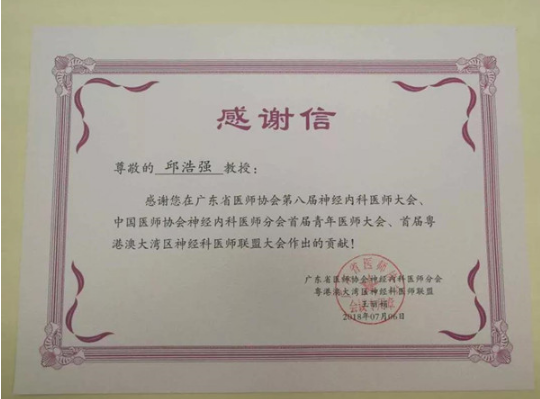 感谢信
尊敬的 邱浩强 教授：
感谢您在广东省医师协会第八届神经内科医师大会、
中国医师协会神经内科医师分会首届青年医师大会、首届粤
港澳大湾区神经科医师联盟大会作出的贡献！
广东省医师协会神经内科医师分会
粤港澳大湾区神经科医师联盟
2018年07月06日